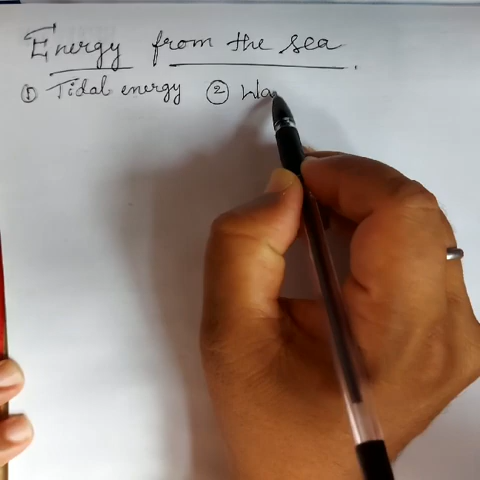 Energy from the sea
① Tidal energy ② Wa